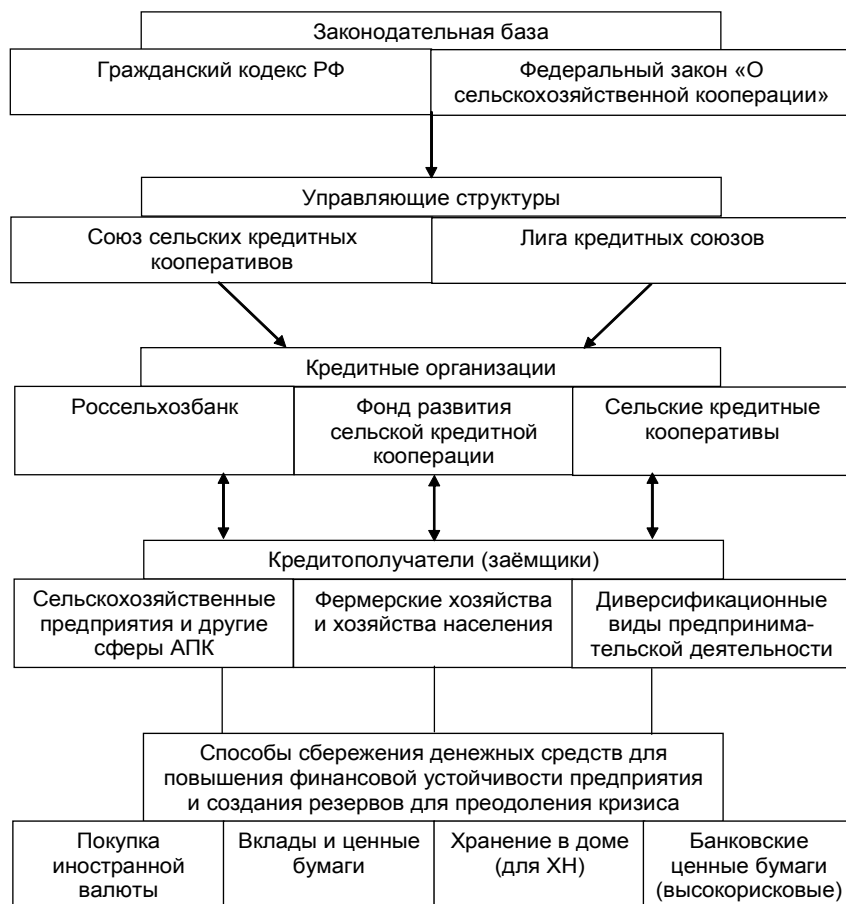 Законодательная база
Гражданский кодекс РФ
Федеральный закон «О
сельскохозяйственной кооперации»
Управляющие структуры
Союз сельских кредитных
кооперативов
Лига кредитных союзов
Кредитные организации
Россельхозбанк
Фонд развития
сельской кредитной
кооперации
Сельские кредитные
кооперативы
Кредитополучатели (заёмщики)
Сельскохозяйственные
предприятия и другие
сферы АПК
Фермерские хозяйства
и хозяйства населения
Диверсификационные
виды предпринима-
тельской деятельности
Способы сбережения денежных средств для
повышения финансовой устойчивости предприятия
и создания резервов для преодоления кризиса
Покупка
иностранной
валюты
Вклады и ценные
бумаги
Хранение в доме
(для ХН)
Банковские
ценные бумаги
(высокорисковые)